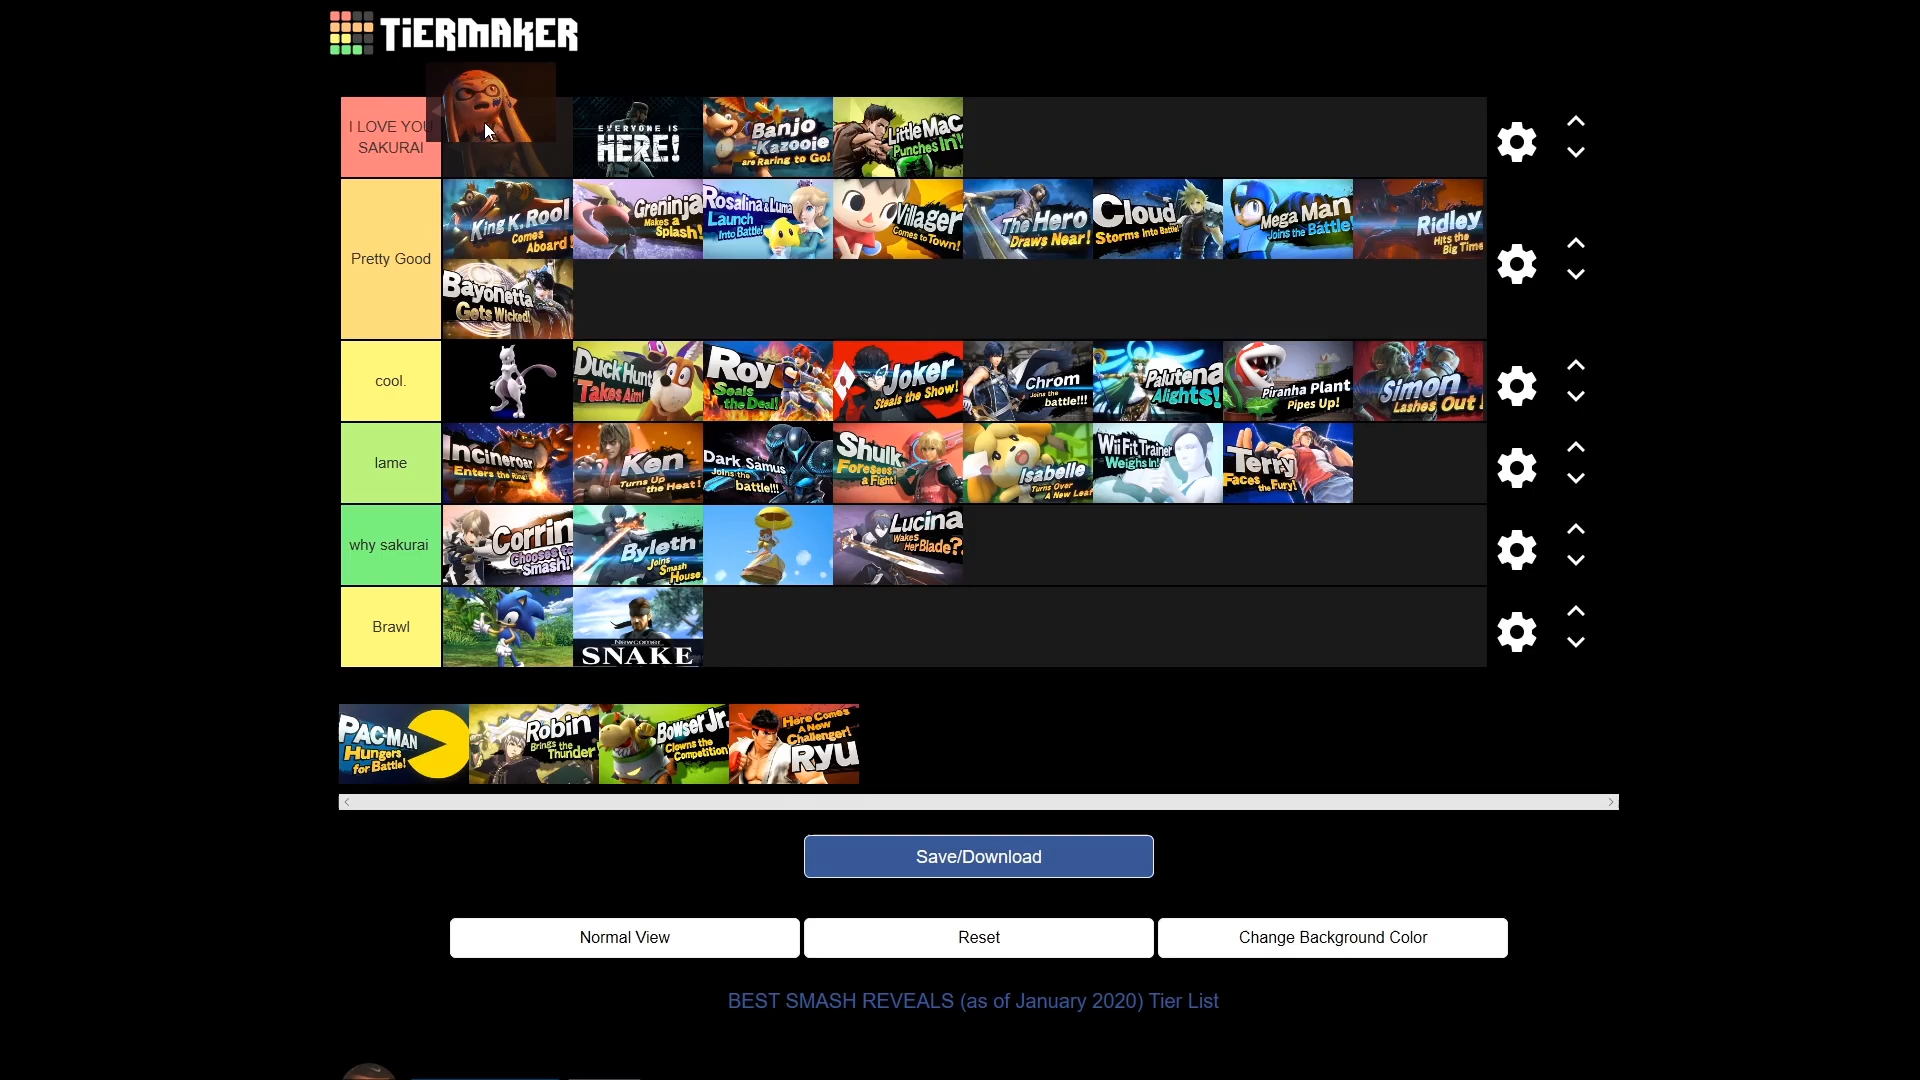 TiERMAKER
I LOVE YOU
SAKURAI
EVERYONE IS
HERE!
Banjo
-Kazooie
are Raring to Go!
Little Mac
Punches In!
Pretty Good
King K. Rool
Comes
Aboard!
Greninja
Makes a
Splash!
Rosalina & Luma
Launch
Into Battle!
Villager
Comes to Town!
The Hero
Draws Near!
Cloud
Storms Into Battle!
Mega Man
Joins the Battle!
Ridley
Hits the
Big Time
Bayonetta
Gets Wicked!
cool.
Duck Hunt
Takes Aim!
Roy
Seals
the Deal!
Joker
Steals the Show!
Chrom
Joins the
battle!!!
Palutena
Alights!
Piranha Plant
Pipes Up!
Simon
Lashes Out!
lame
Incineroar
Enters the Ring!
Ken
Turns Up
the Heat!
Dark Samus
Joins the
battle!!!
Shulk
Foresees
a Fight!
Isabelle
Turns Over
A New Leaf
Wii Fit Trainer
Weighs In!
Terry
Faces the Fury!
why sakurai
Corrin
Chooses to
Smash!
Byleth
Joins
Smash
House
Lucina
Wakes
Her Blade?
Brawl
Newcomer
SNAKE
PAC-MAN
Hungers
for Battle!
Robin
Brings the
Thunder
Bowser Jr.
Clowns the
Competition!
Here Comes
A New
Challenger!
RYU
Save/Download
Normal View
Reset
Change Background Color
BEST SMASH REVEALS (as of January 2020) Tier List